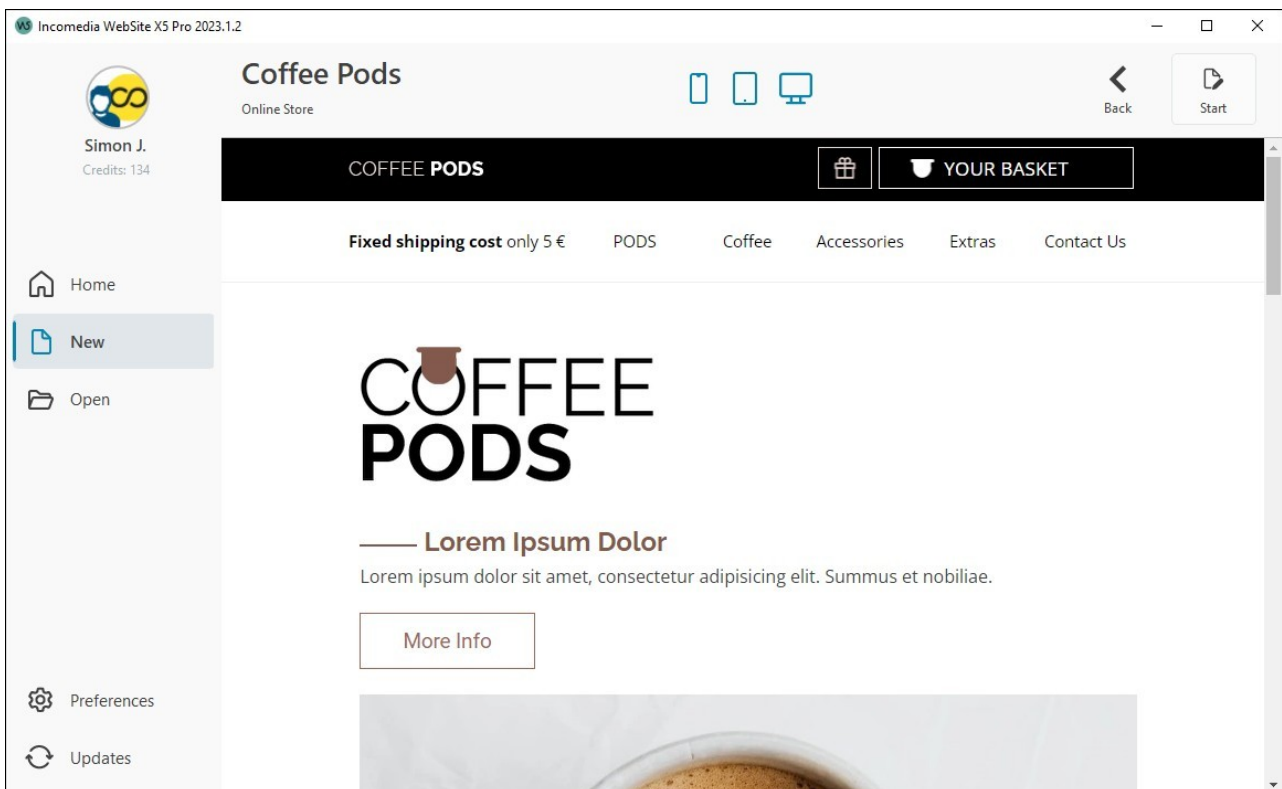 Incomedia WebSite X5 Pro 2023.1.2
Simon J.
Credits: 134
Home
New
Open
Preferences
Updates
Coffee Pods
Online Store
Back
Start
COFFEE PODS
YOUR BASKET
Fixed shipping cost only 5 € PODS Coffee Accessories Extras Contact Us
COFFEE
PODS
Lorem Ipsum Dolor
Lorem ipsum dolor sit amet, consectetur adipisicing elit. Summus et nobiliae.
More Info